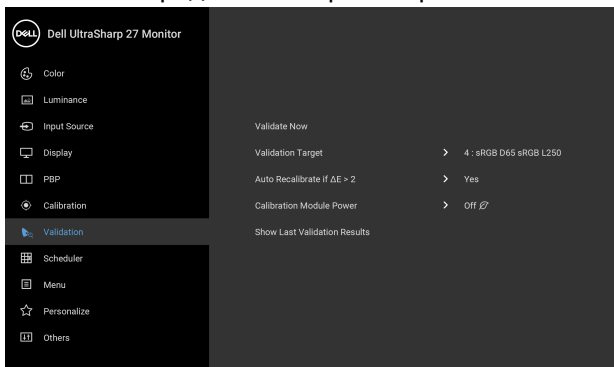 DELL
Dell UltraSharp 27 Monitor
Color
Luminance
Input Source
Validate Now
Display
Validation Target
4 : sRGB D65 sRGB L250
PBP
Auto Recalibrate if ΔE > 2
Yes
Calibration
Calibration Module Power
Off
Validation
Show Last Validation Results
Scheduler
Menu
Personalize
Others